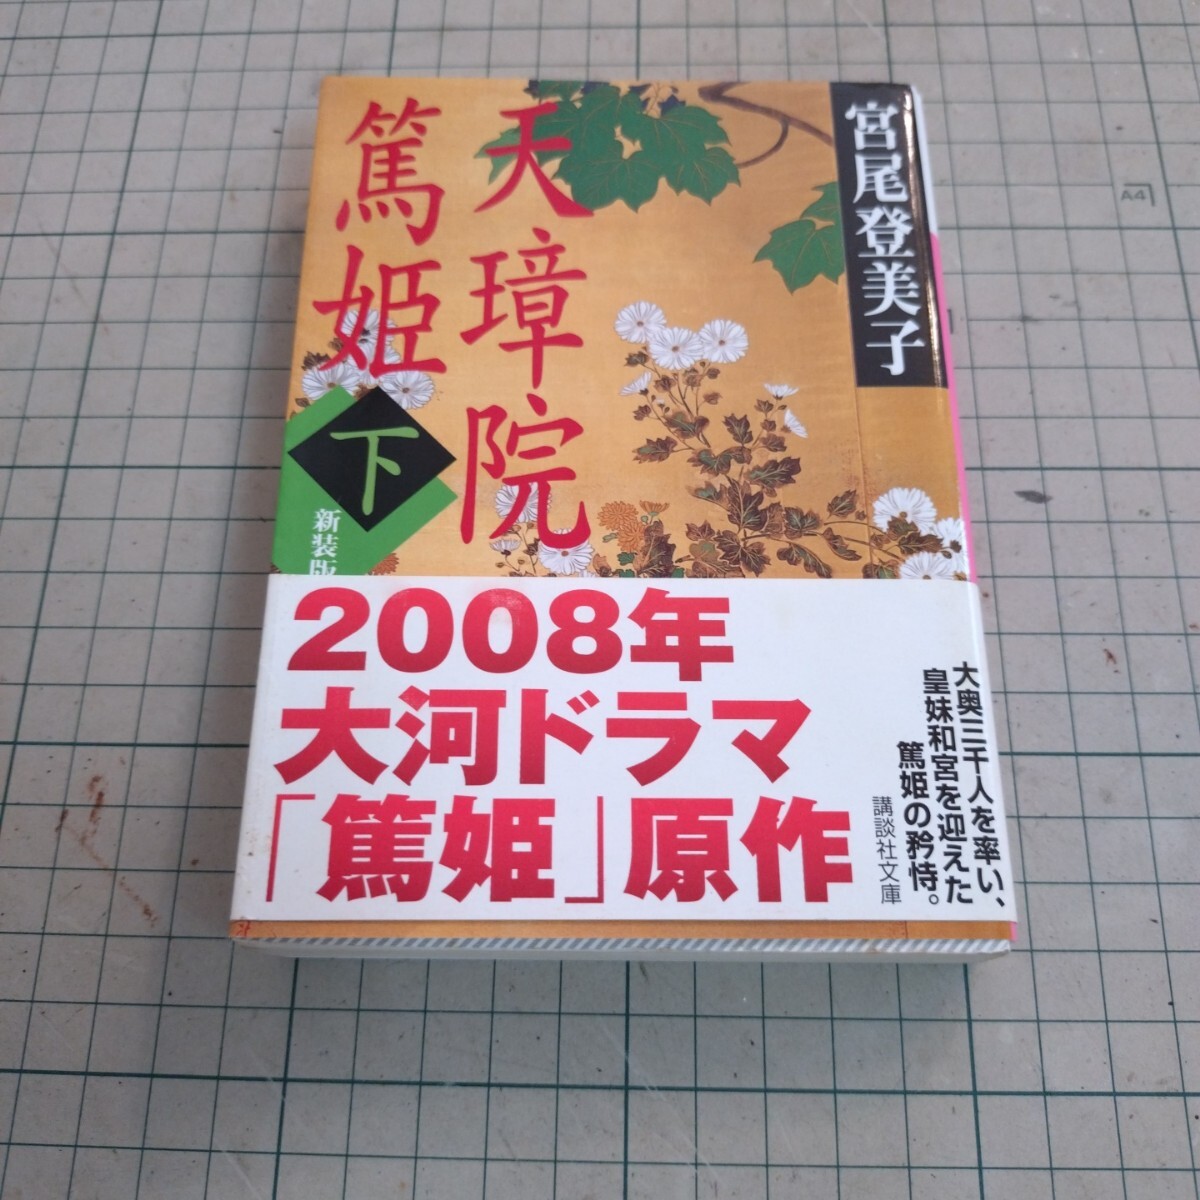 宮尾登美子
天璋院
篤姫
下
新装版
2008年
大河ドラマ
「篤姫」原作
大奥三千人を率い、
皇妹和宮を迎えた
篤姫の矜恃。
講談社文庫
A4